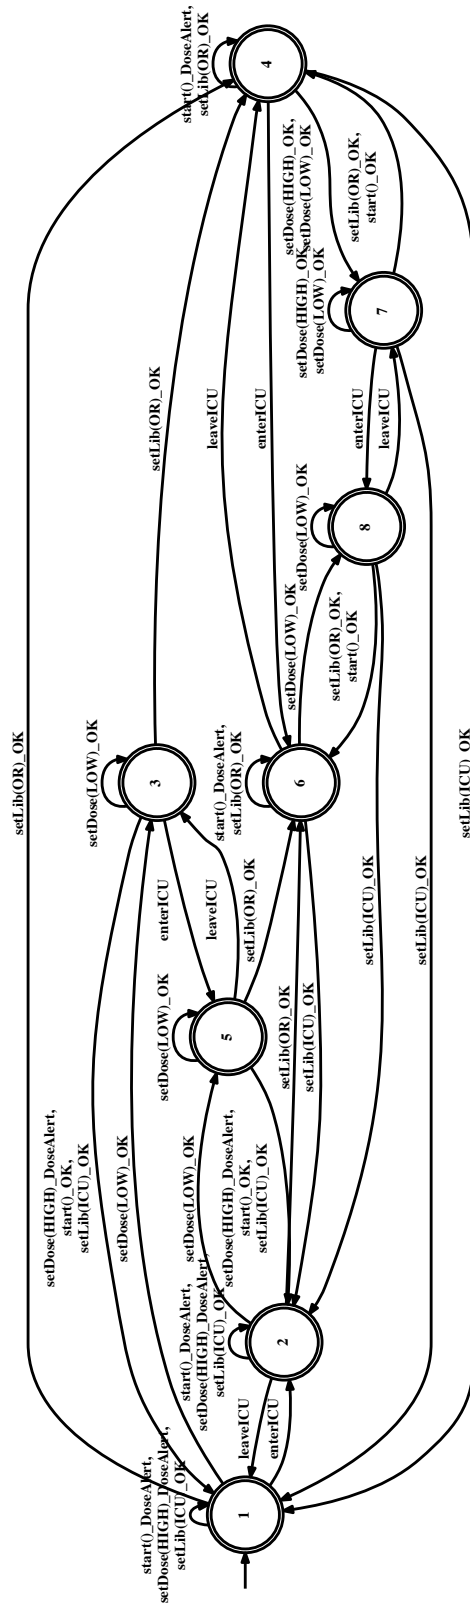 start()_DoseAlert,
setLib(OR)_OK
4
setDose(HIGH)_OK,
setDose(LOW)_OK
setLib(OR)_OK,
start()_OK
setDose(HIGH)_OK,
setDose(LOW)_OK
7
enterICU
leaveICU
setLib(OR)_OK
leaveICU
enterICU
setDose(LOW)_OK
8
setDose(LOW)_OK
setLib(OR)_OK,
start()_OK
setLib(OR)_OK
setDose(LOW)_OK
3
start()_DoseAlert,
setLib(OR)_OK
6
enterICU
leaveICU
setLib(OR)_OK
setLib(ICU)_OK
setLib(ICU)_OK
setLib(ICU)_OK
setDose(LOW)_OK
5
setLib(OR)_OK
setLib(ICU)_OK
setDose(HIGH)_DoseAlert,
start()_OK,
setLib(ICU)_OK
setDose(LOW)_OK
setDose(LOW)_OK
setDose(HIGH)_DoseAlert,
start()_OK,
setLib(ICU)_OK
start()_DoseAlert,
setDose(HIGH)_DoseAlert,
setLib(ICU)_OK
2
leaveICU
enterICU
start()_DoseAlert,
setDose(HIGH)_DoseAlert,
setLib(ICU)_OK
1